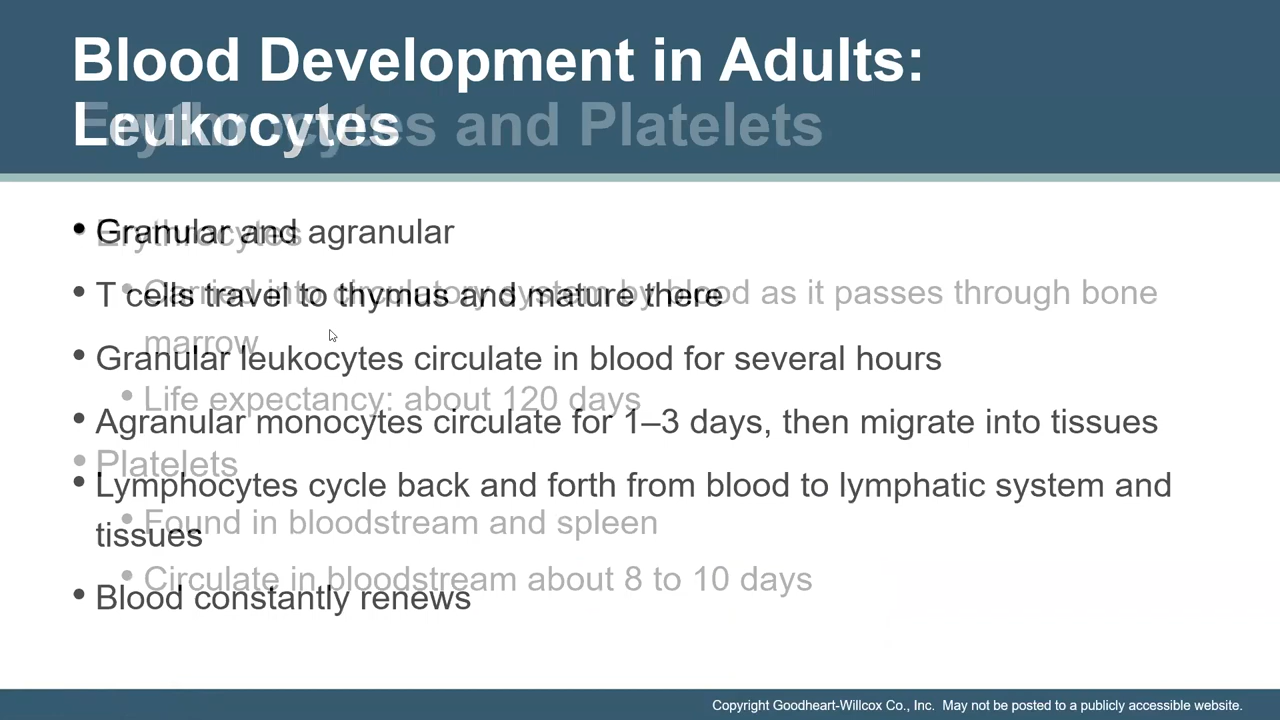 Blood Development in Adults:
Leukocytes
Erythrocytes and Platelets
• Granular and agranular
• Erythrocytes
• T cells travel to thymus and mature there
• Carried into circulatory system by blood as it passes through bone
marrow
• Granular leukocytes circulate in blood for several hours
• Life expectancy: about 120 days
• Agranular monocytes circulate for 1–3 days, then migrate into tissues
• Platelets
• Lymphocytes cycle back and forth from blood to lymphatic system and
tissues
• Found in bloodstream and spleen
• Circulate in bloodstream about 8 to 10 days
• Blood constantly renews
Copyright Goodheart-Willcox Co., Inc. May not be posted to a publicly accessible website.